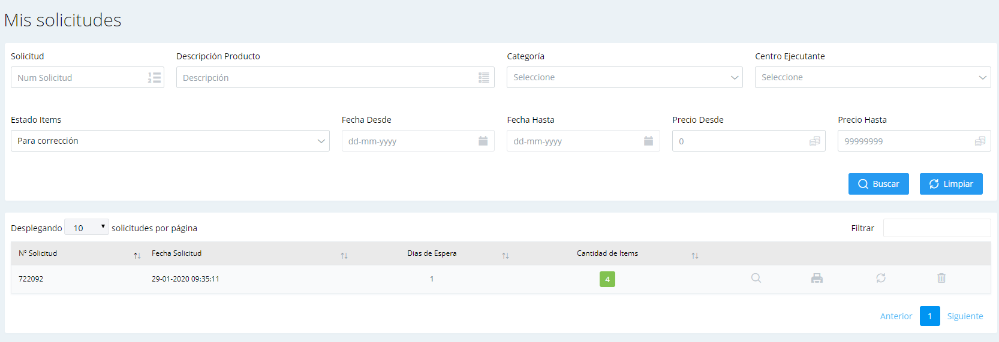 Mis solicitudes
Solicitud Descripción Producto Categoría Centro Ejecutante
Num Solicitud Descripción Seleccione Seleccione
Estado Items Fecha Desde Fecha Hasta Precio Desde Precio Hasta
Para corrección dd-mm-yyyy dd-mm-yyyy 0 99999999
Buscar Limpiar
Desplegando 10 solicitudes por página Filtrar
Nº Solicitud Fecha Solicitud Dias de Espera Cantidad de Items
722092 29-01-2020 09:35:11 1 4
Anterior 1 Siguiente